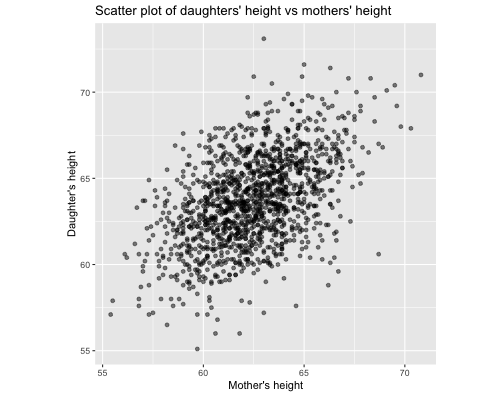 Scatter plot of daughters' height vs mothers' height
Daughter's height
70
65
60
55
55 60 65 70
Mother's height